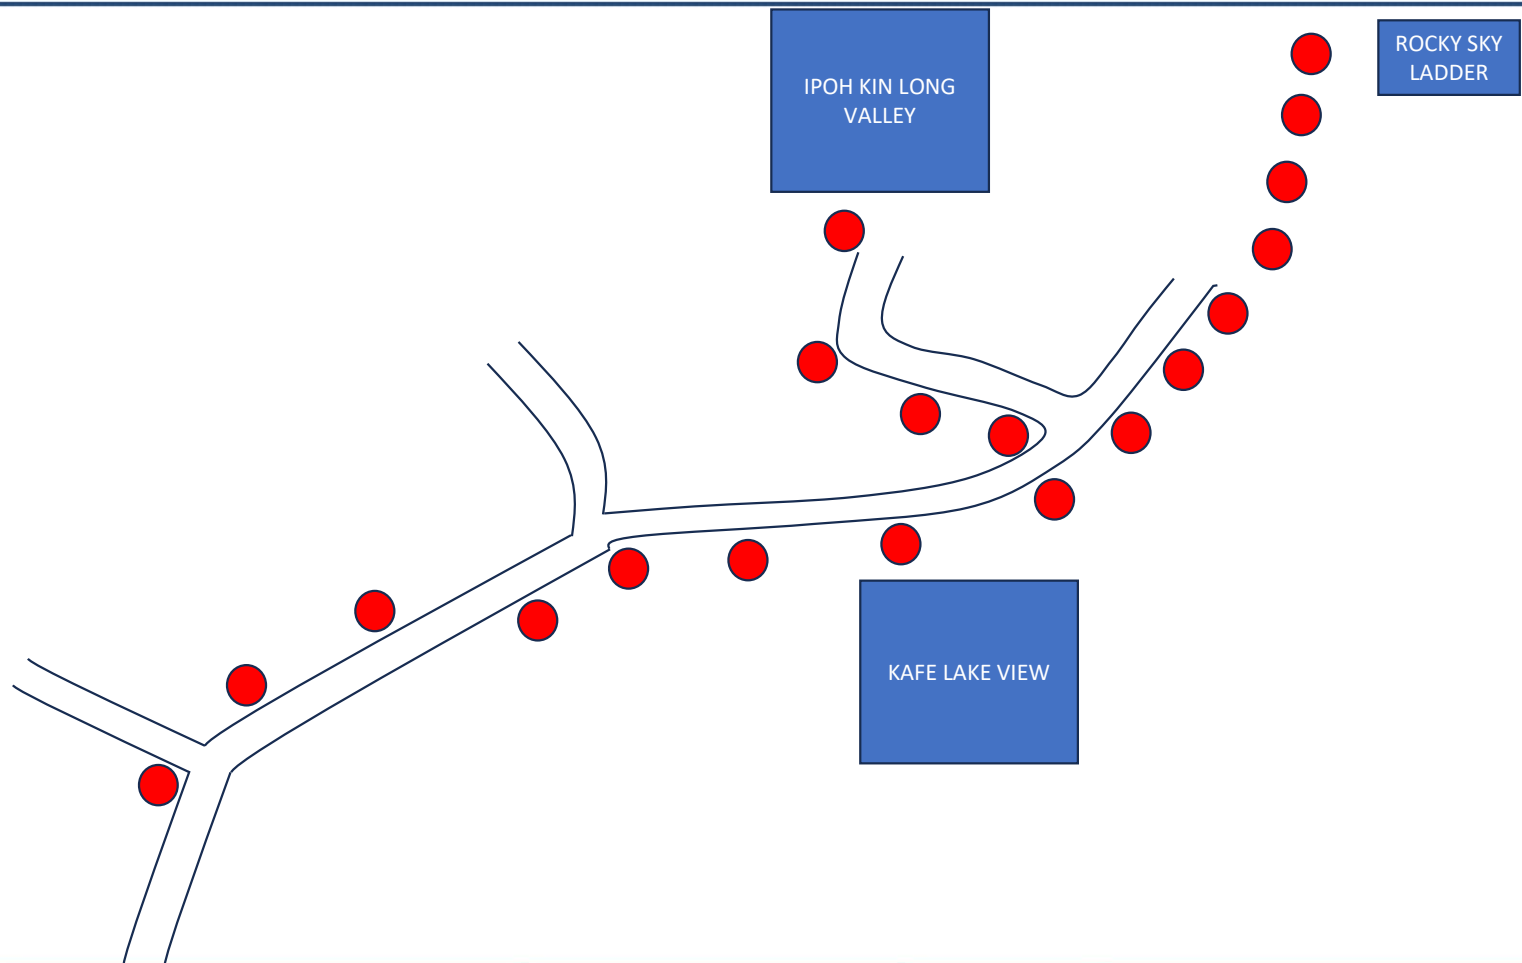 IPOH KIN LONG
VALLEY
ROCKY SKY
LADDER
KAFE LAKE VIEW